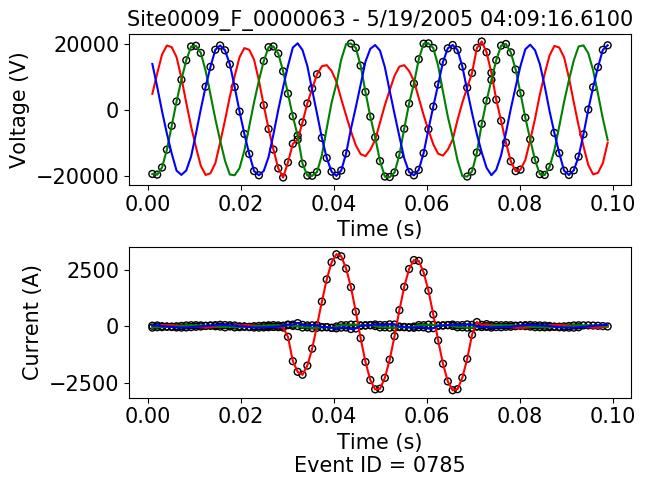 Site0009_F_0000063 - 5/19/2005 04:09:16.6100
Voltage (V)
20000
0
−20000
0.00 0.02 0.04 0.06 0.08 0.10
Time (s)
Current (A)
2500
0
−2500
0.00 0.02 0.04 0.06 0.08 0.10
Time (s)
Event ID = 0785